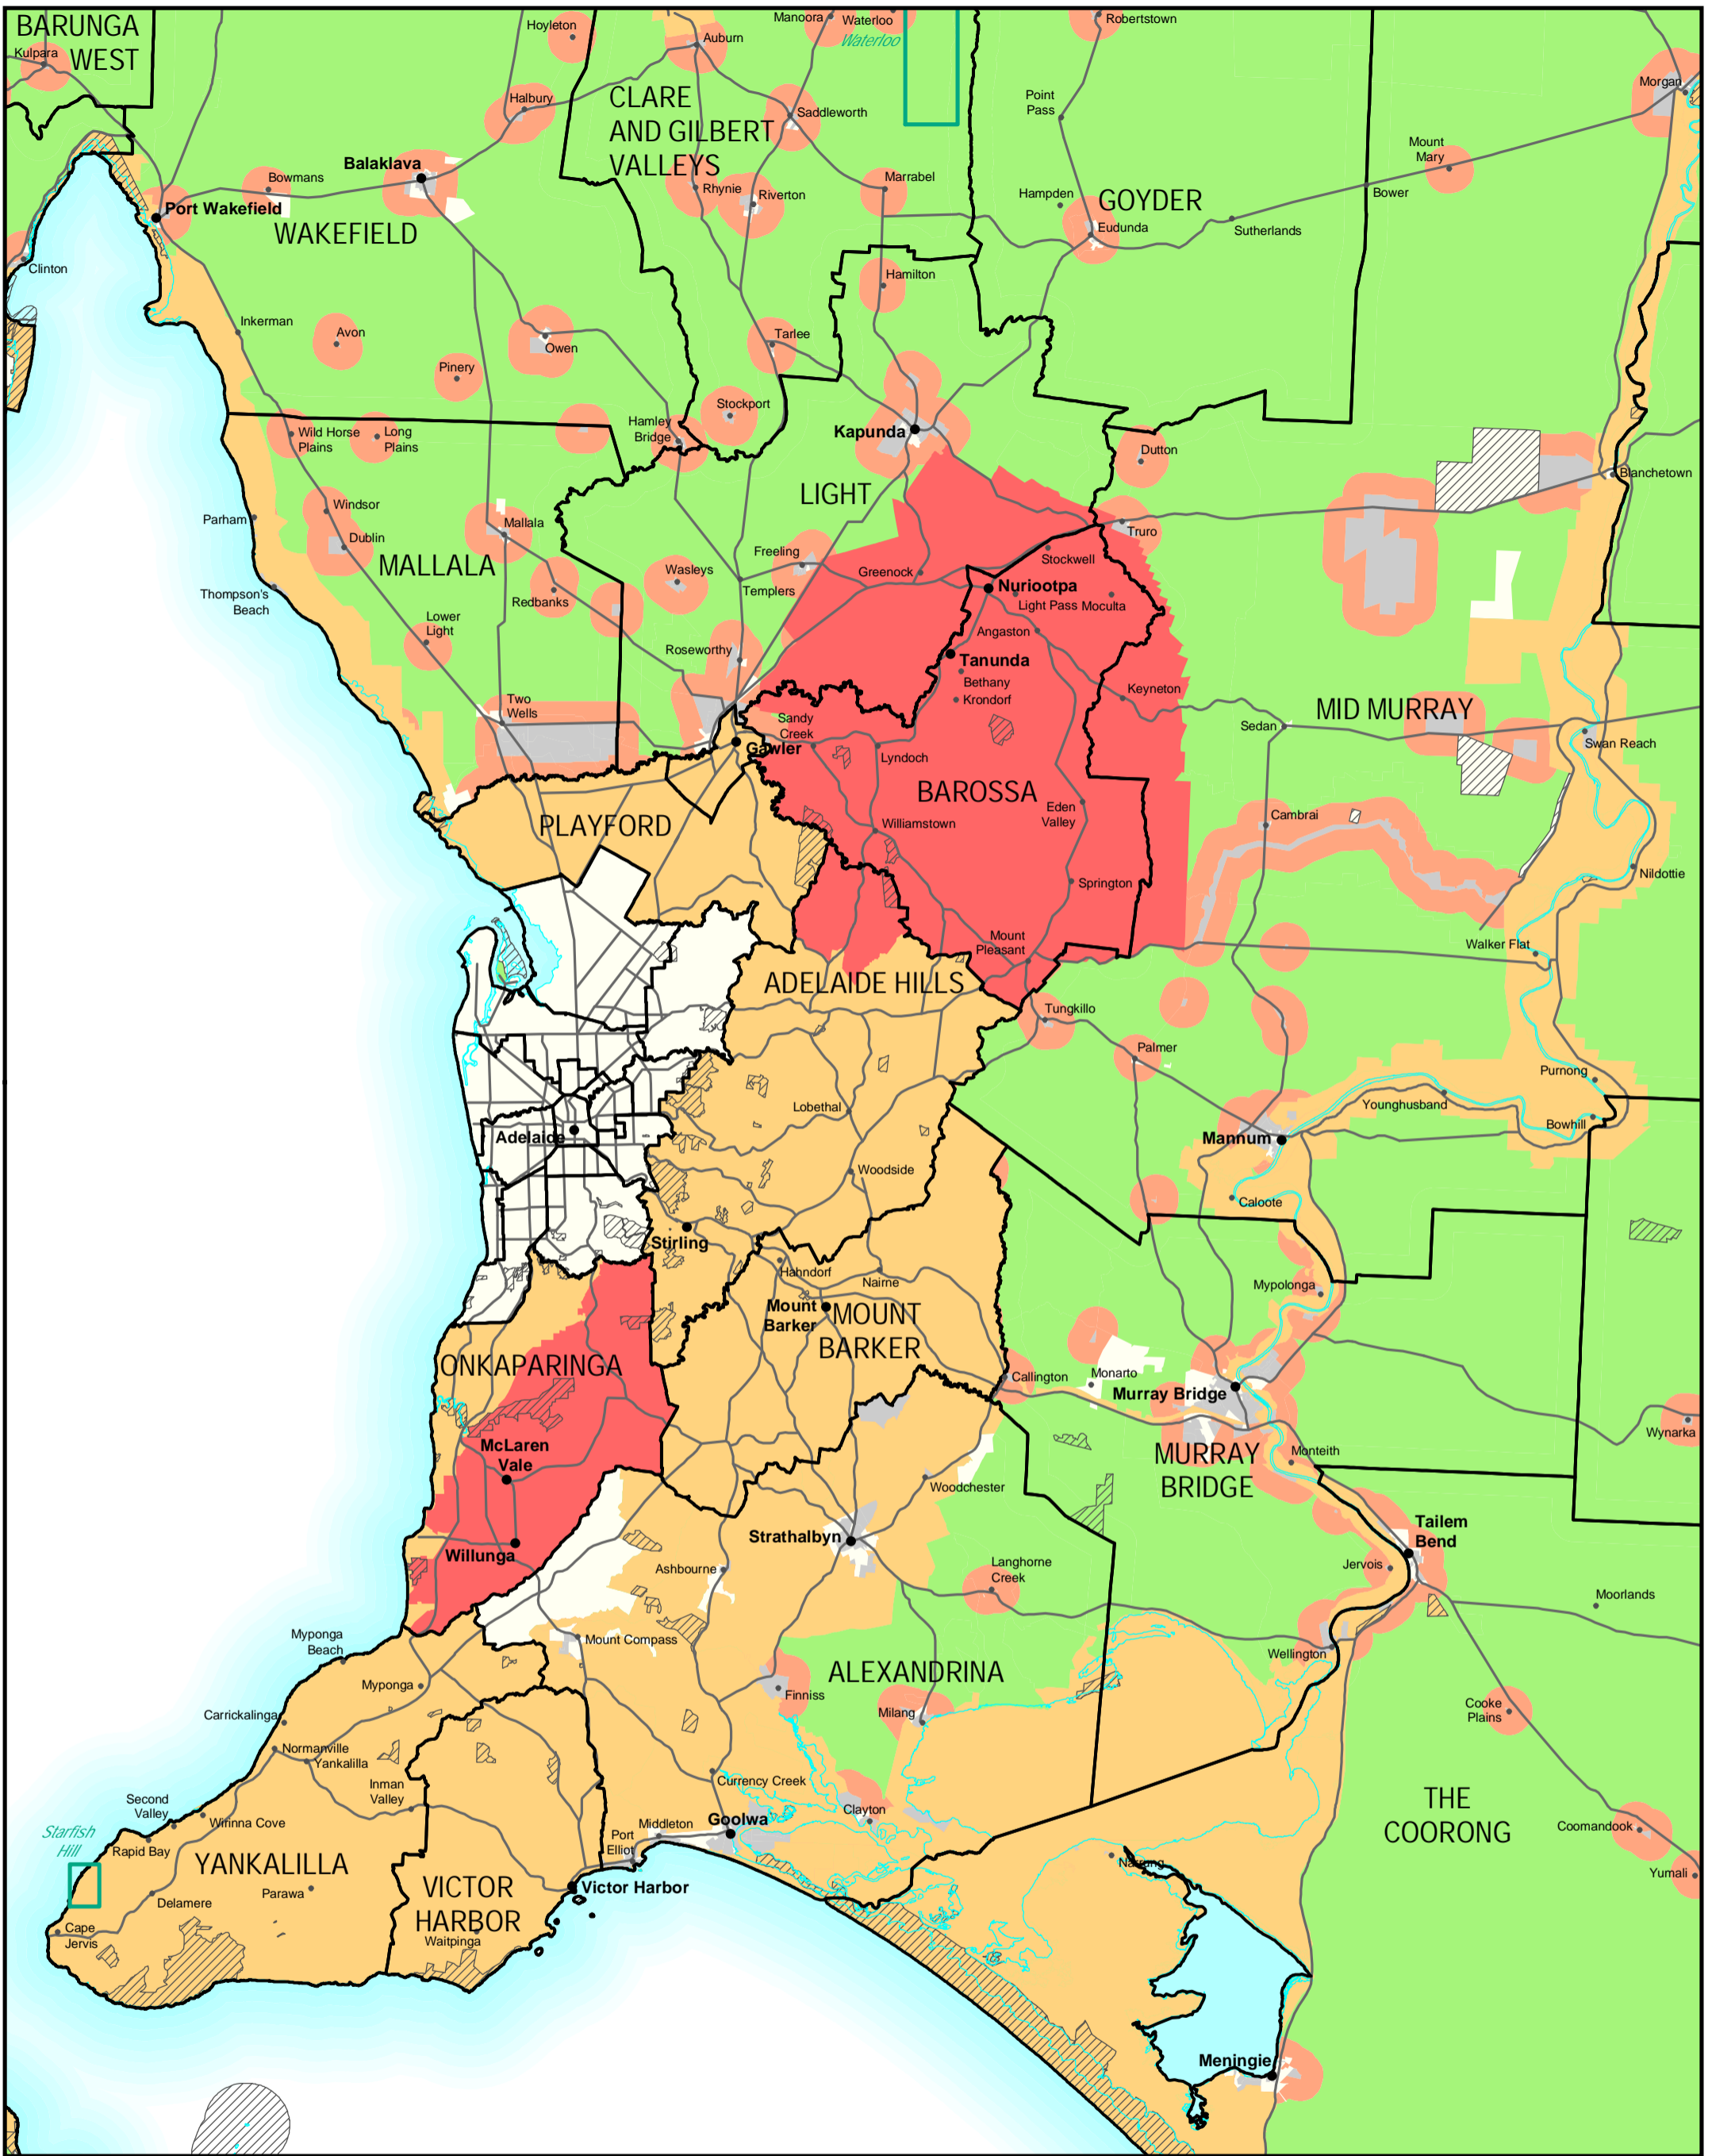 BARUNGA
WEST
Kulpara
Hoyleton
Auburn
Manoora
Waterloo
Waterloo
Robertstown
Morgan
Halbury
CLARE
AND GILBERT
VALLEYS
Saddleworth
Point
Pass
Mount
Mary
Balaklava
Bowmans
Port Wakefield
WAKEFIELD
Rhynie
Riverton
Marrabel
Hampden
GOYDER
Eudunda
Sutherlands
Bower
Clinton
Hamilton
Inkerman
Avon
Owen
Pinery
Tarlee
Stockport
Hamley
Bridge
Kapunda
Wild Horse
Plains
Long
Plains
Dutton
Blanchetown
Windsor
Parham
Dublin
Mallala
MALLALA
LIGHT
Truro
Freeling
Greenock
Stockwell
Wasleys
Templers
Nuriootpa
Light Pass
Moculta
Redbanks
Thompson's
Beach
Lower
Light
Angaston
Roseworthy
Tanunda
Bethany
Krondorf
Keyneton
Two
Wells
Sandy
Creek
Gawler
Lyndoch
Sedan
MID MURRAY
Swan Reach
BAROSSA
Eden
Valley
PLAYFORD
Williamstown
Cambrai
Springton
Nildottie
Mount
Pleasant
Walker Flat
ADELAIDE HILLS
Tungkillo
Palmer
Purnong
Lobethal
Younghusband
Bowhill
Adelaide
Mannum
Woodside
Caloote
Stirling
Hahndorf
Nairne
Mypolonga
Mount
Barker
MOUNT
BARKER
ONKAPARINGA
Callington
Monarto
Murray Bridge
Wynarka
McLaren
Vale
MURRAY
BRIDGE
Monteith
Woodchester
Strathalbyn
Tailem
Bend
Willunga
Ashbourne
Langhorne
Creek
Jervois
Moorlands
Myponga
Beach
Mount Compass
Wellington
Myponga
ALEXANDRINA
Finniss
Milang
Cooke
Plains
Carrickalinga
Normanville
Yankalilla
Inman
Valley
Currency Creek
Second
Valley
Wirinna Cove
Clayton
THE
COORONG
Coomandook
Starfish
Hill
Rapid Bay
Middleton
Goolwa
Port
Elliot
YANKALILLA
Parawa
Narrung
Yumali
VICTOR
HARBOR
Victor Harbor
Delamere
Waitpinga
Cape
Jervis
Meningie